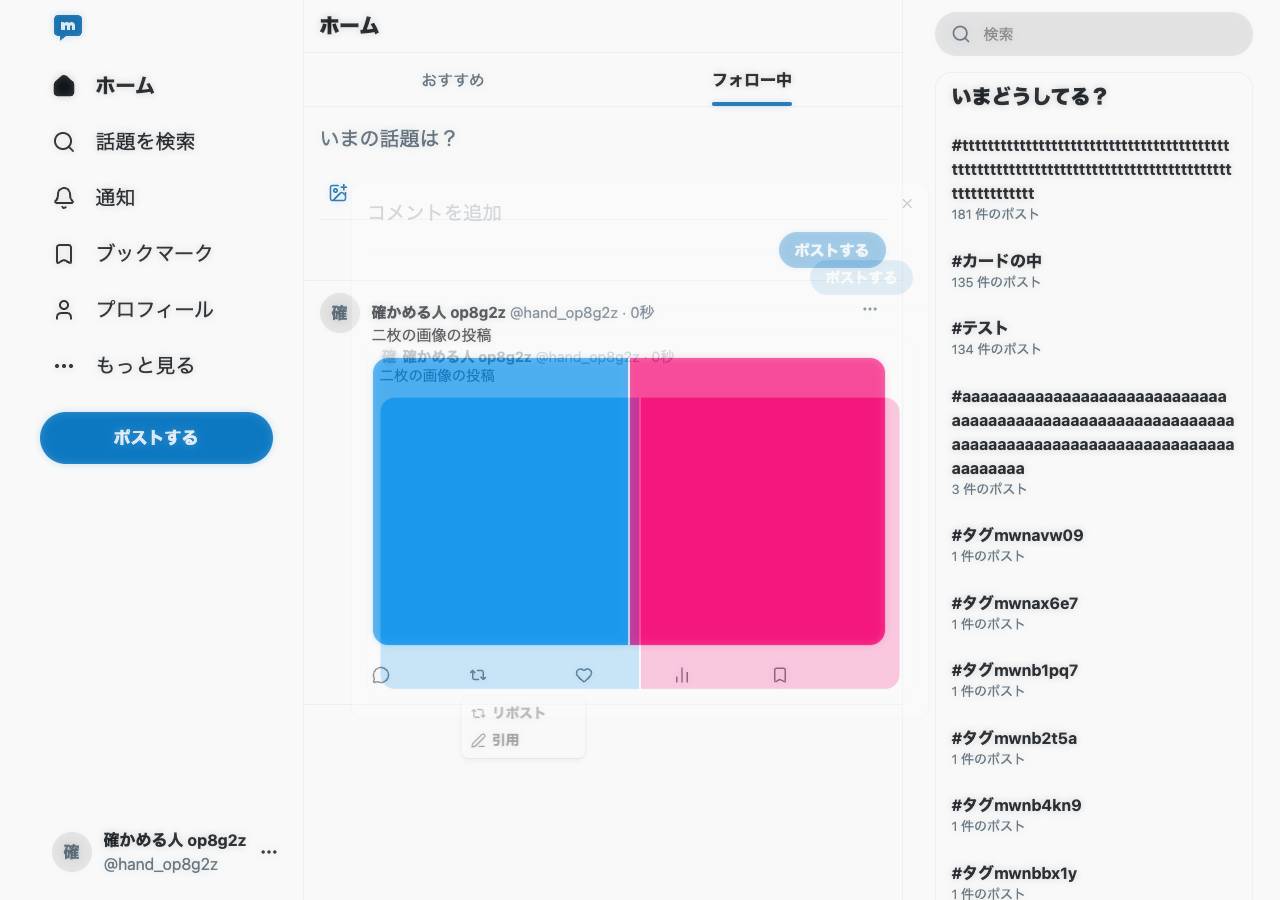 m
ホーム
話題を検索
通知
ブックマーク
プロフィール
もっと見る
ポストする
確
確かめる人 op8g2z
@hand_op8g2z
ホーム
おすすめ
フォロー中
いまの話題は？
コメントを追加
ポストする
ポストする
確
確かめる人 op8g2z @hand_op8g2z · 0秒
二枚の画像の投稿
確 確かめる人 op8g2z @hand_op8g2z · 0秒
二枚の画像の投稿
リポスト
引用
検索
いまどうしてる？
181 件のポスト
#カードの中
135 件のポスト
#テスト
134 件のポスト
3 件のポスト
#タグmwnavw09
1 件のポスト
#タグmwnax6e7
1 件のポスト
#タグmwnb1pq7
1 件のポスト
#タグmwnb2t5a
1 件のポスト
#タグmwnb4kn9
1 件のポスト
#タグmwnbbx1y
1 件のポスト